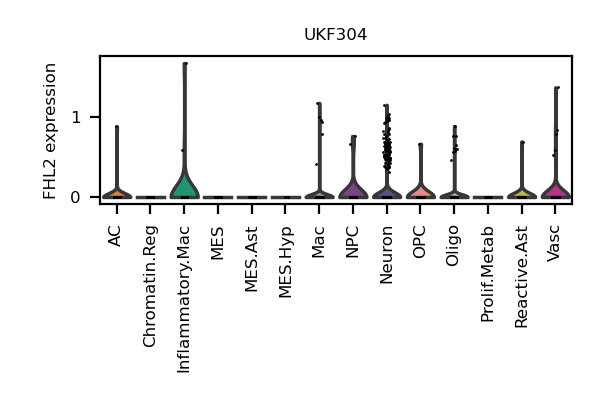 UKF304
FHL2 expression
1
0
AC
Chromatin.Reg
Inflammatory.Mac
MES
MES.Ast
MES.Hyp
Mac
NPC
Neuron
OPC
Oligo
Prolif.Metab
Reactive.Ast
Vasc